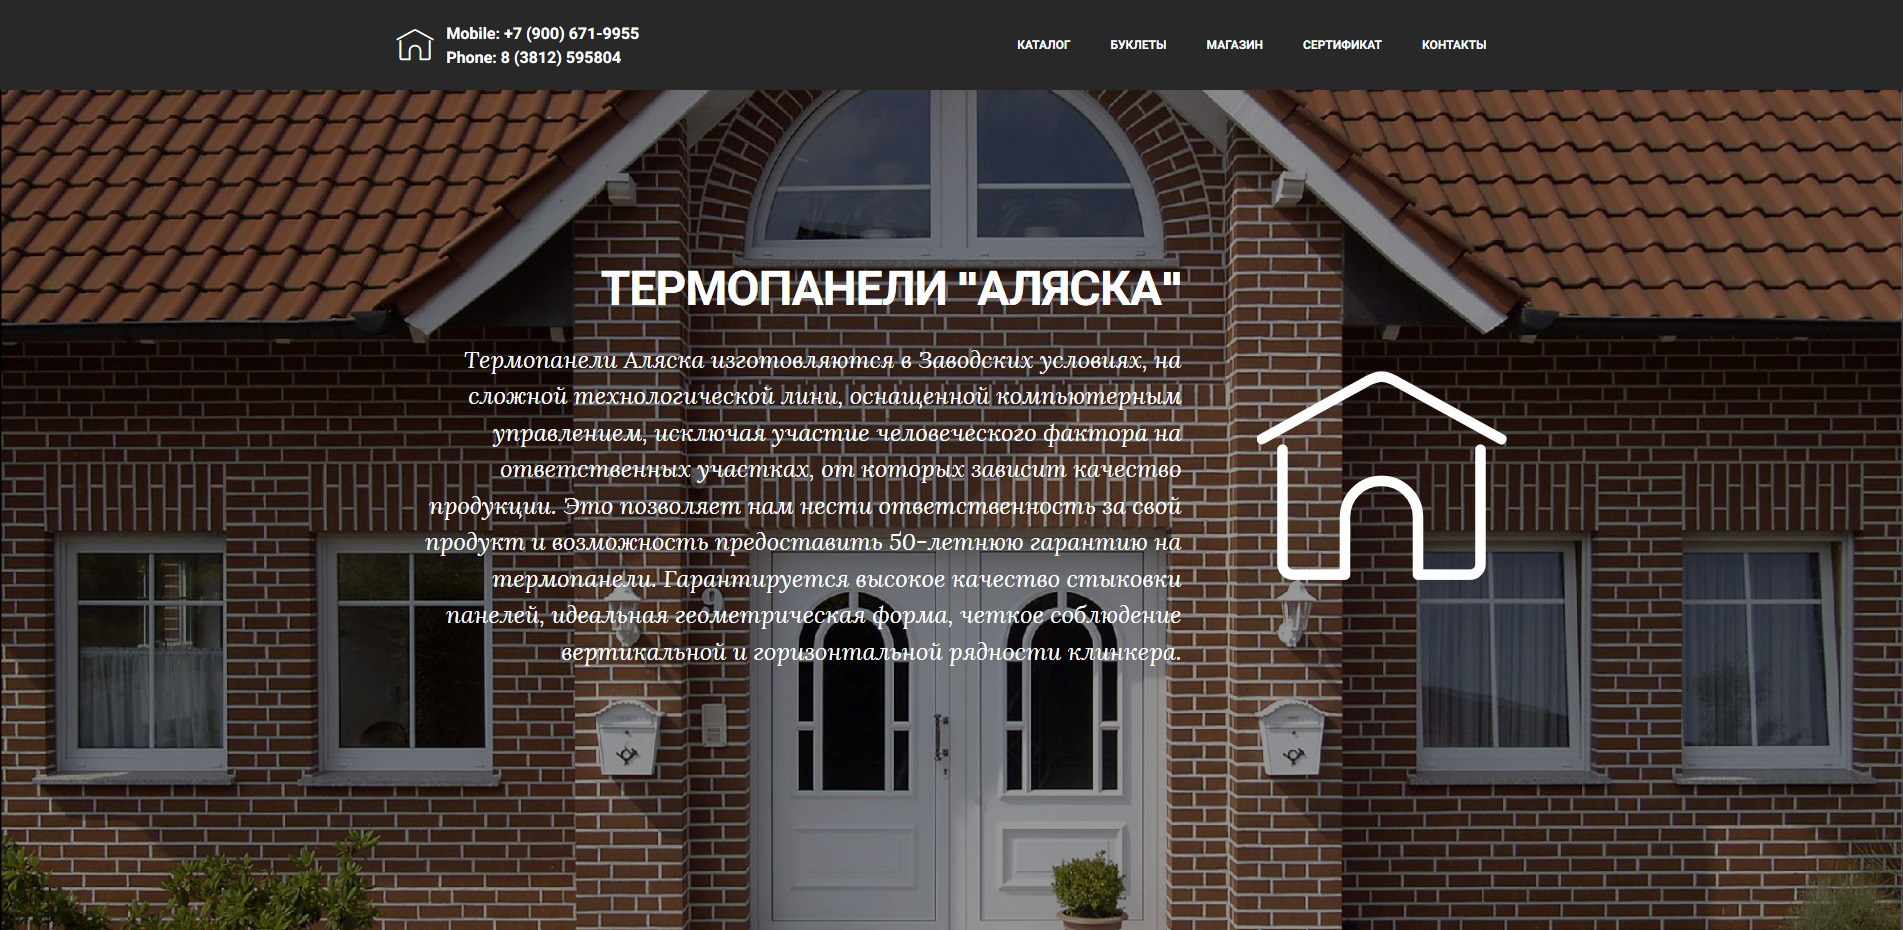 Mobile: +7 (900) 671-9955
Phone: 8 (3812) 595804
КАТАЛОГ БУКЛЕТЫ МАГАЗИН СЕРТИФИКАТ КОНТАКТЫ
ТЕРМОПАНЕЛИ "АЛЯСКА"
Термопанели Аляска изготовляются в Заводских условиях, на
сложной технологической лини, оснащенной компьютерным
управлением, исключая участие человеческого фактора на
ответственных участках, от которых зависит качество
продукции. Это позволяет нам нести ответственность за свой
продукт и возможность предоставить 50-летнюю гарантию на
термопанели. Гарантируется высокое качество стыковки
панелей, идеальная геометрическая форма, четкое соблюдение
вертикальной и горизонтальной рядности клинкера.
9